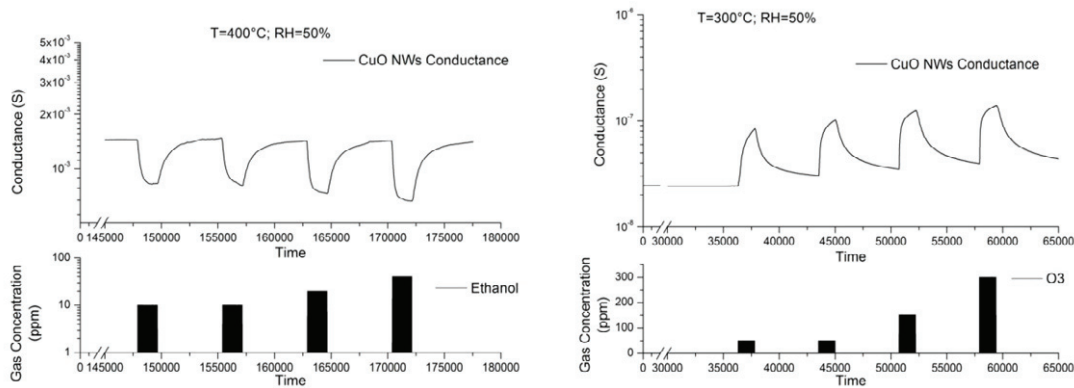 T=400°C; RH=50%
CuO NWs Conductance
Conductance (S)
5x10⁻³
4x10⁻³
3x10⁻³
2x10⁻³
10⁻³
0 145000 150000 155000 160000 165000 170000 175000 180000
Time
Gas Concentration
(ppm)
100
10
1
Ethanol
0 145000 150000 155000 160000 165000 170000 175000 180000
Time
T=300°C; RH=50%
CuO NWs Conductance
Conductance (S)
10⁻⁶
10⁻⁷
10⁻⁸
0 30000 35000 40000 45000 50000 55000 60000 65000
Time
Gas Concentration
(ppm)
300
200
100
0
O3
0 30000 35000 40000 45000 50000 55000 60000 65000
Time